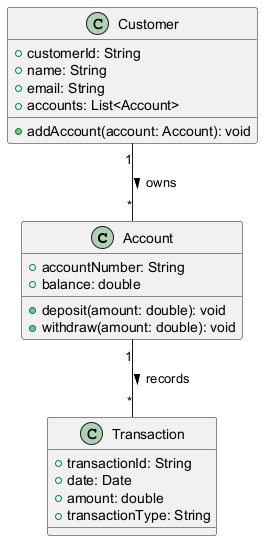 C Customer
customerId: String
name: String
email: String
accounts: List<Account>
addAccount(account: Account): void
1
owns
*
C Account
accountNumber: String
balance: double
deposit(amount: double): void
withdraw(amount: double): void
1
records
*
C Transaction
transactionId: String
date: Date
amount: double
transactionType: String